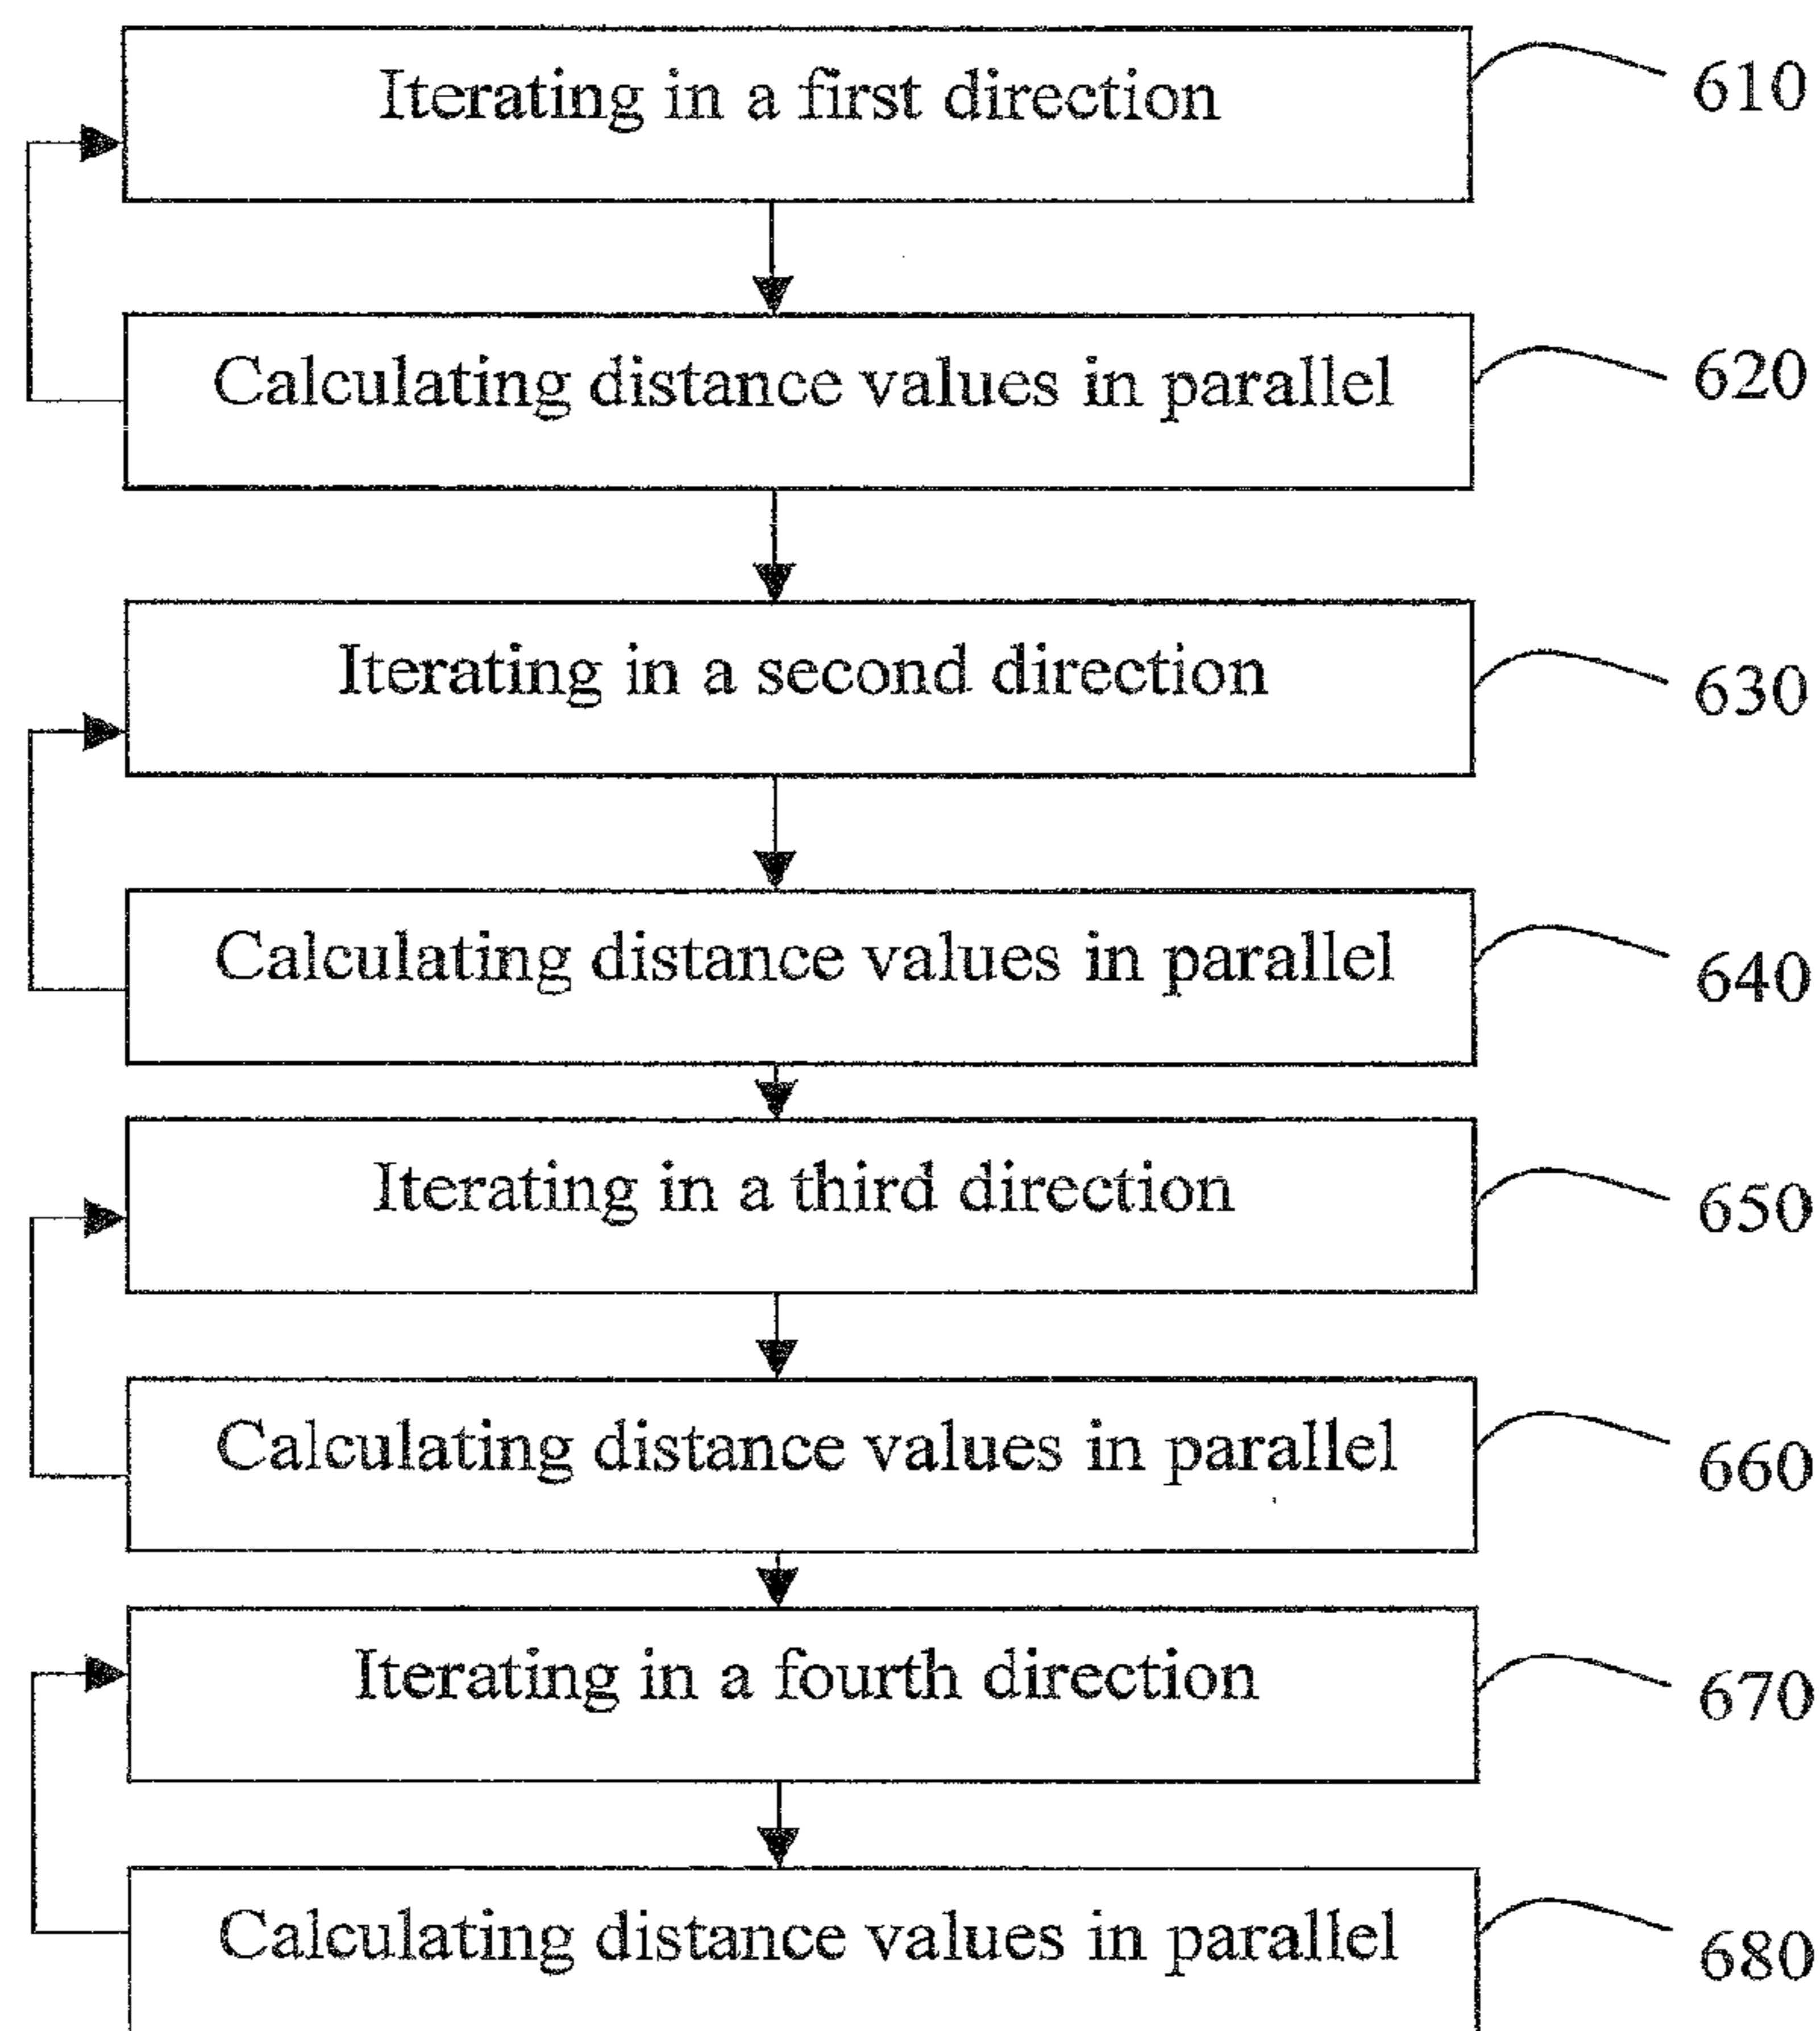 Iterating in a first direction 610
Calculating distance values in parallel 620
Iterating in a second direction 630
Calculating distance values in parallel 640
Iterating in a third direction 650
Calculating distance values in parallel 660
Iterating in a fourth direction 670
Calculating distance values in parallel 680